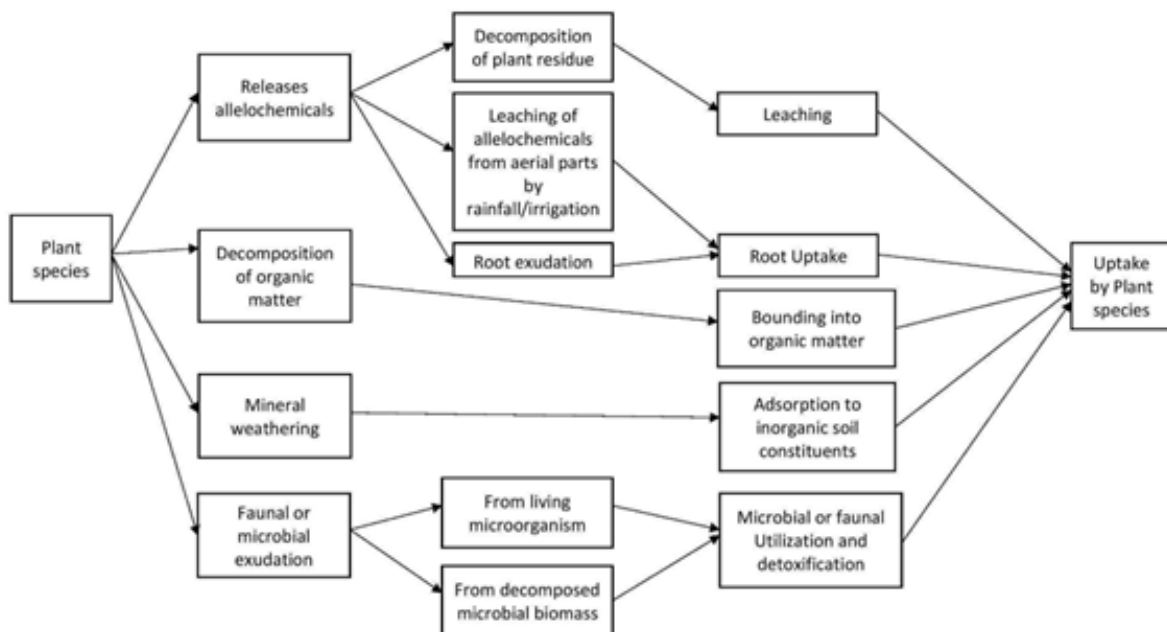 Plant
species
Releases
allelochemicals
Decomposition
of organic
matter
Mineral
weathering
Faunal or
microbial
exudation
Decomposition
of plant residue
Leaching of
allelochemicals
from aerial parts
by
rainfall/irrigation
Root exudation
From living
microorganism
From decomposed
microbial biomass
Leaching
Root Uptake
Bounding into
organic matter
Adsorption to
inorganic soil
constituents
Microbial or faunal
Utilization and
detoxification
Uptake
by Plant
species